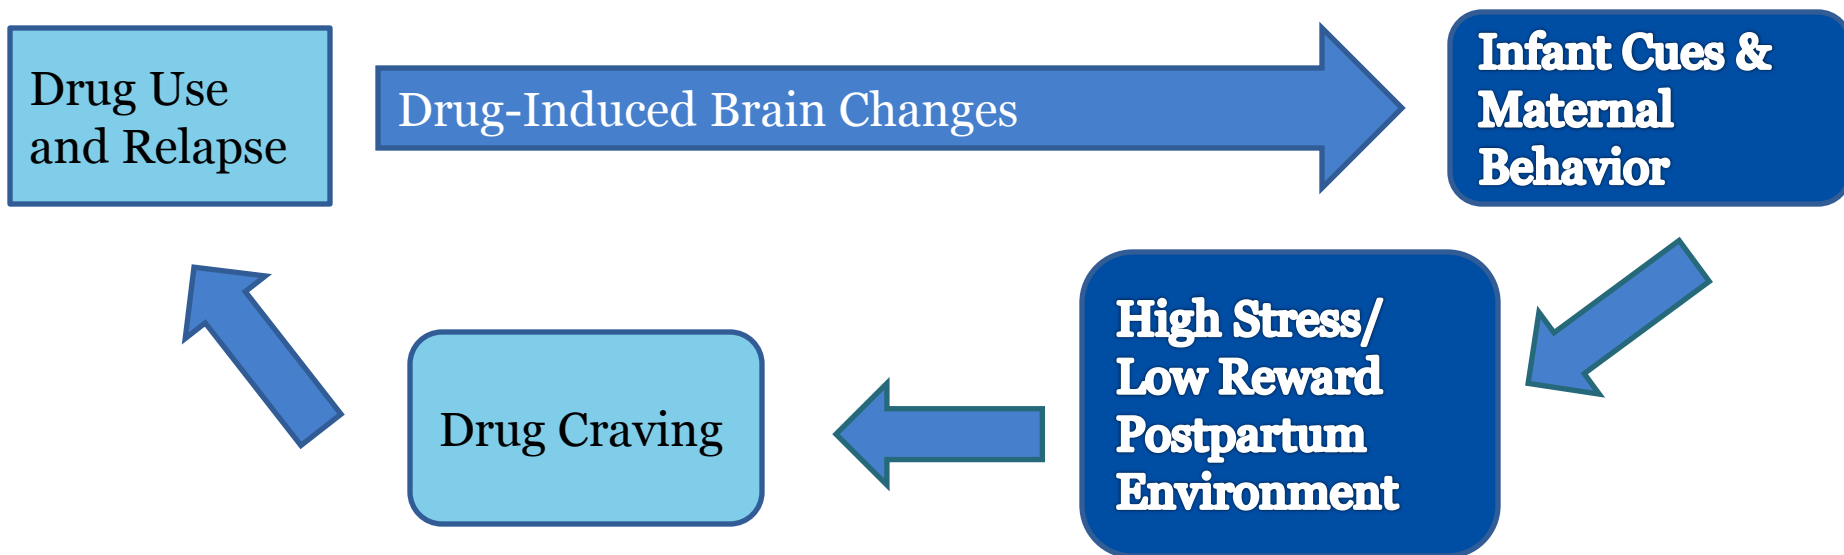 Drug Use
and Relapse
Drug-Induced Brain Changes
Infant Cues &
Maternal
Behavior
High Stress/
Low Reward
Postpartum
Environment
Drug Craving